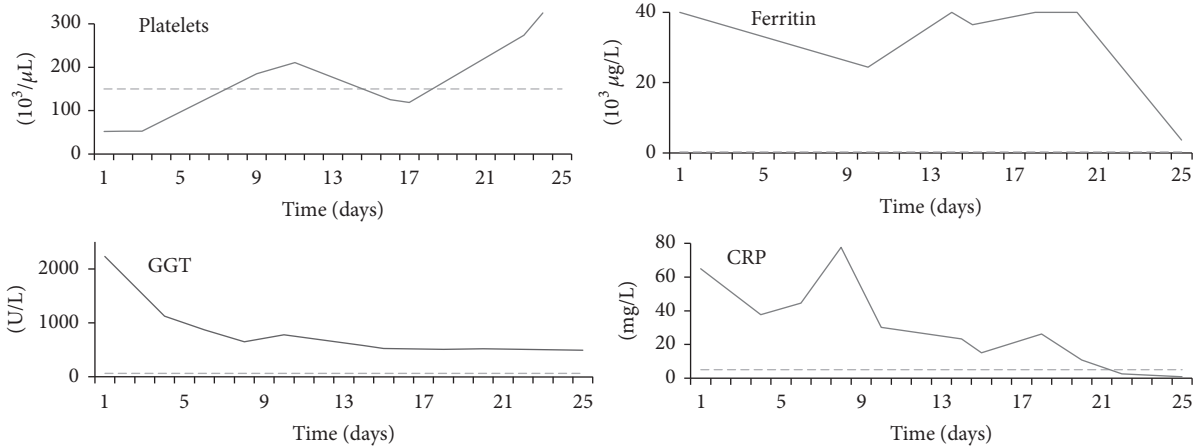 Platelets
(10³/μL)
300
200
100
0
1 5 9 13 17 21 25
Time (days)
Ferritin
(10³ μg/L)
40
20
0
1 5 9 13 17 21 25
Time (days)
GGT
(U/L)
2000
1000
0
1 5 9 13 17 21 25
Time (days)
CRP
(mg/L)
80
60
40
20
0
1 5 9 13 17 21 25
Time (days)